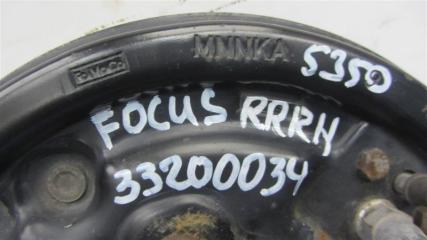 FoMoCo
MNNKA 5350
FOCUS RRRH
33200034